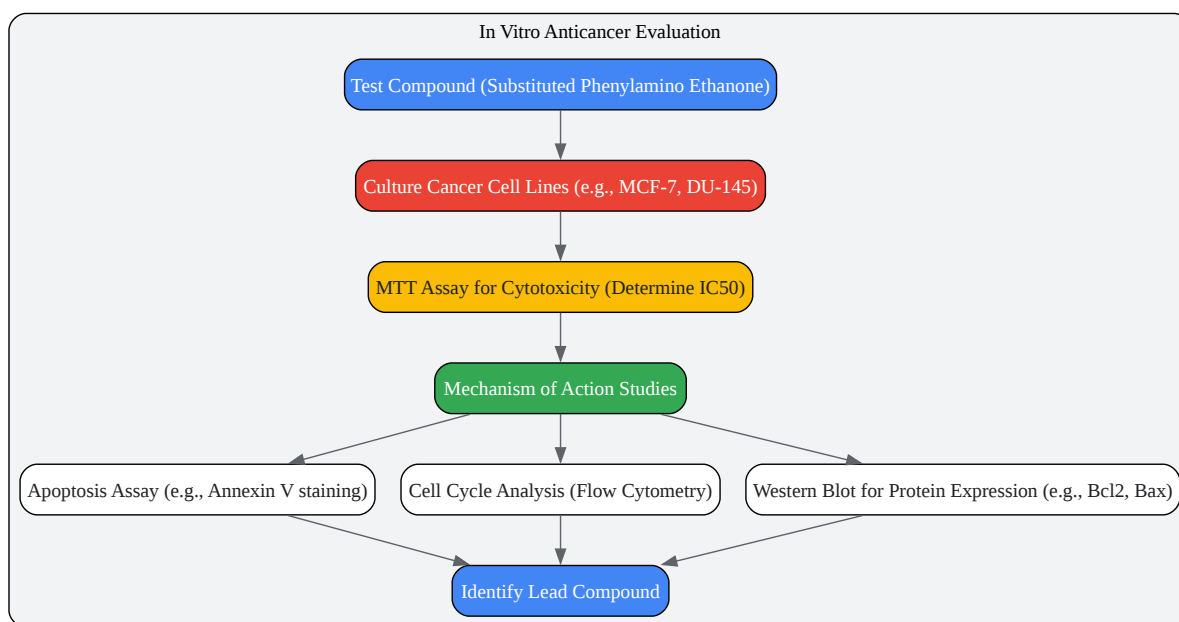 In Vitro Anticancer Evaluation
Test Compound (Substituted Phenylamino Ethanone)
Culture Cancer Cell Lines (e.g., MCF-7, DU-145)
MTT Assay for Cytotoxicity (Determine IC50)
Mechanism of Action Studies
Apoptosis Assay (e.g., Annexin V staining)
Cell Cycle Analysis (Flow Cytometry)
Western Blot for Protein Expression (e.g., Bcl2, Bax)
Identify Lead Compound